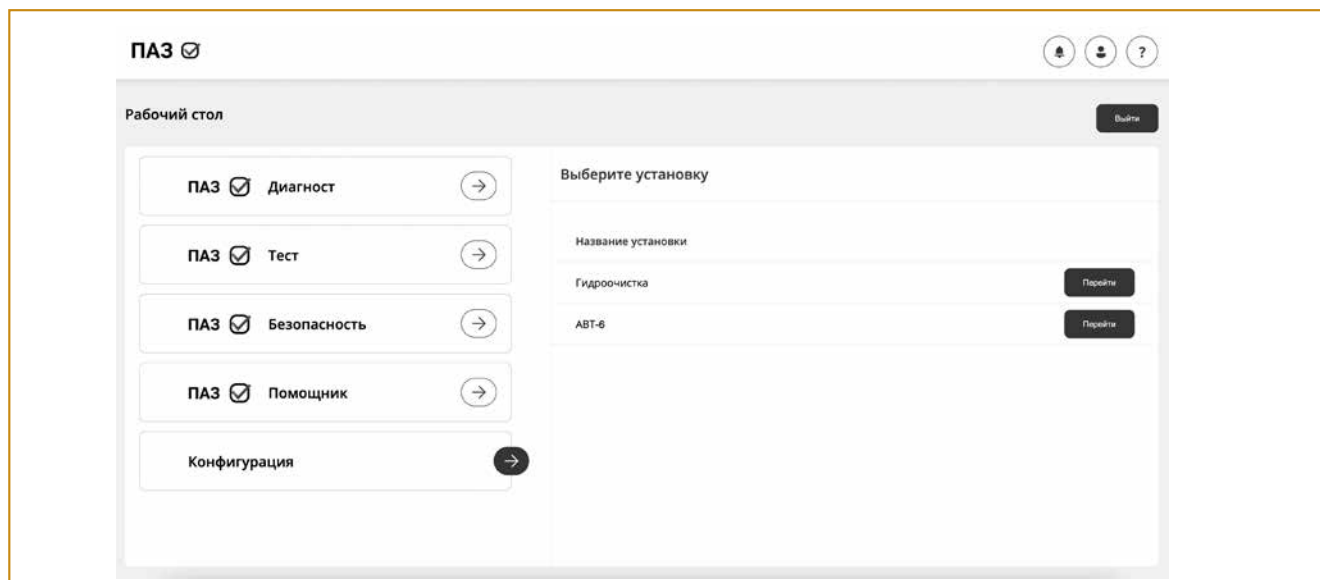 ПАЗ
?
Рабочий стол
Выйти
ПАЗ Диагност
ПАЗ Тест
ПАЗ Безопасность
ПАЗ Помощник
Конфигурация
Выберите установку
Название установки
Гидроочистка Перейти
АВТ-6 Перейти